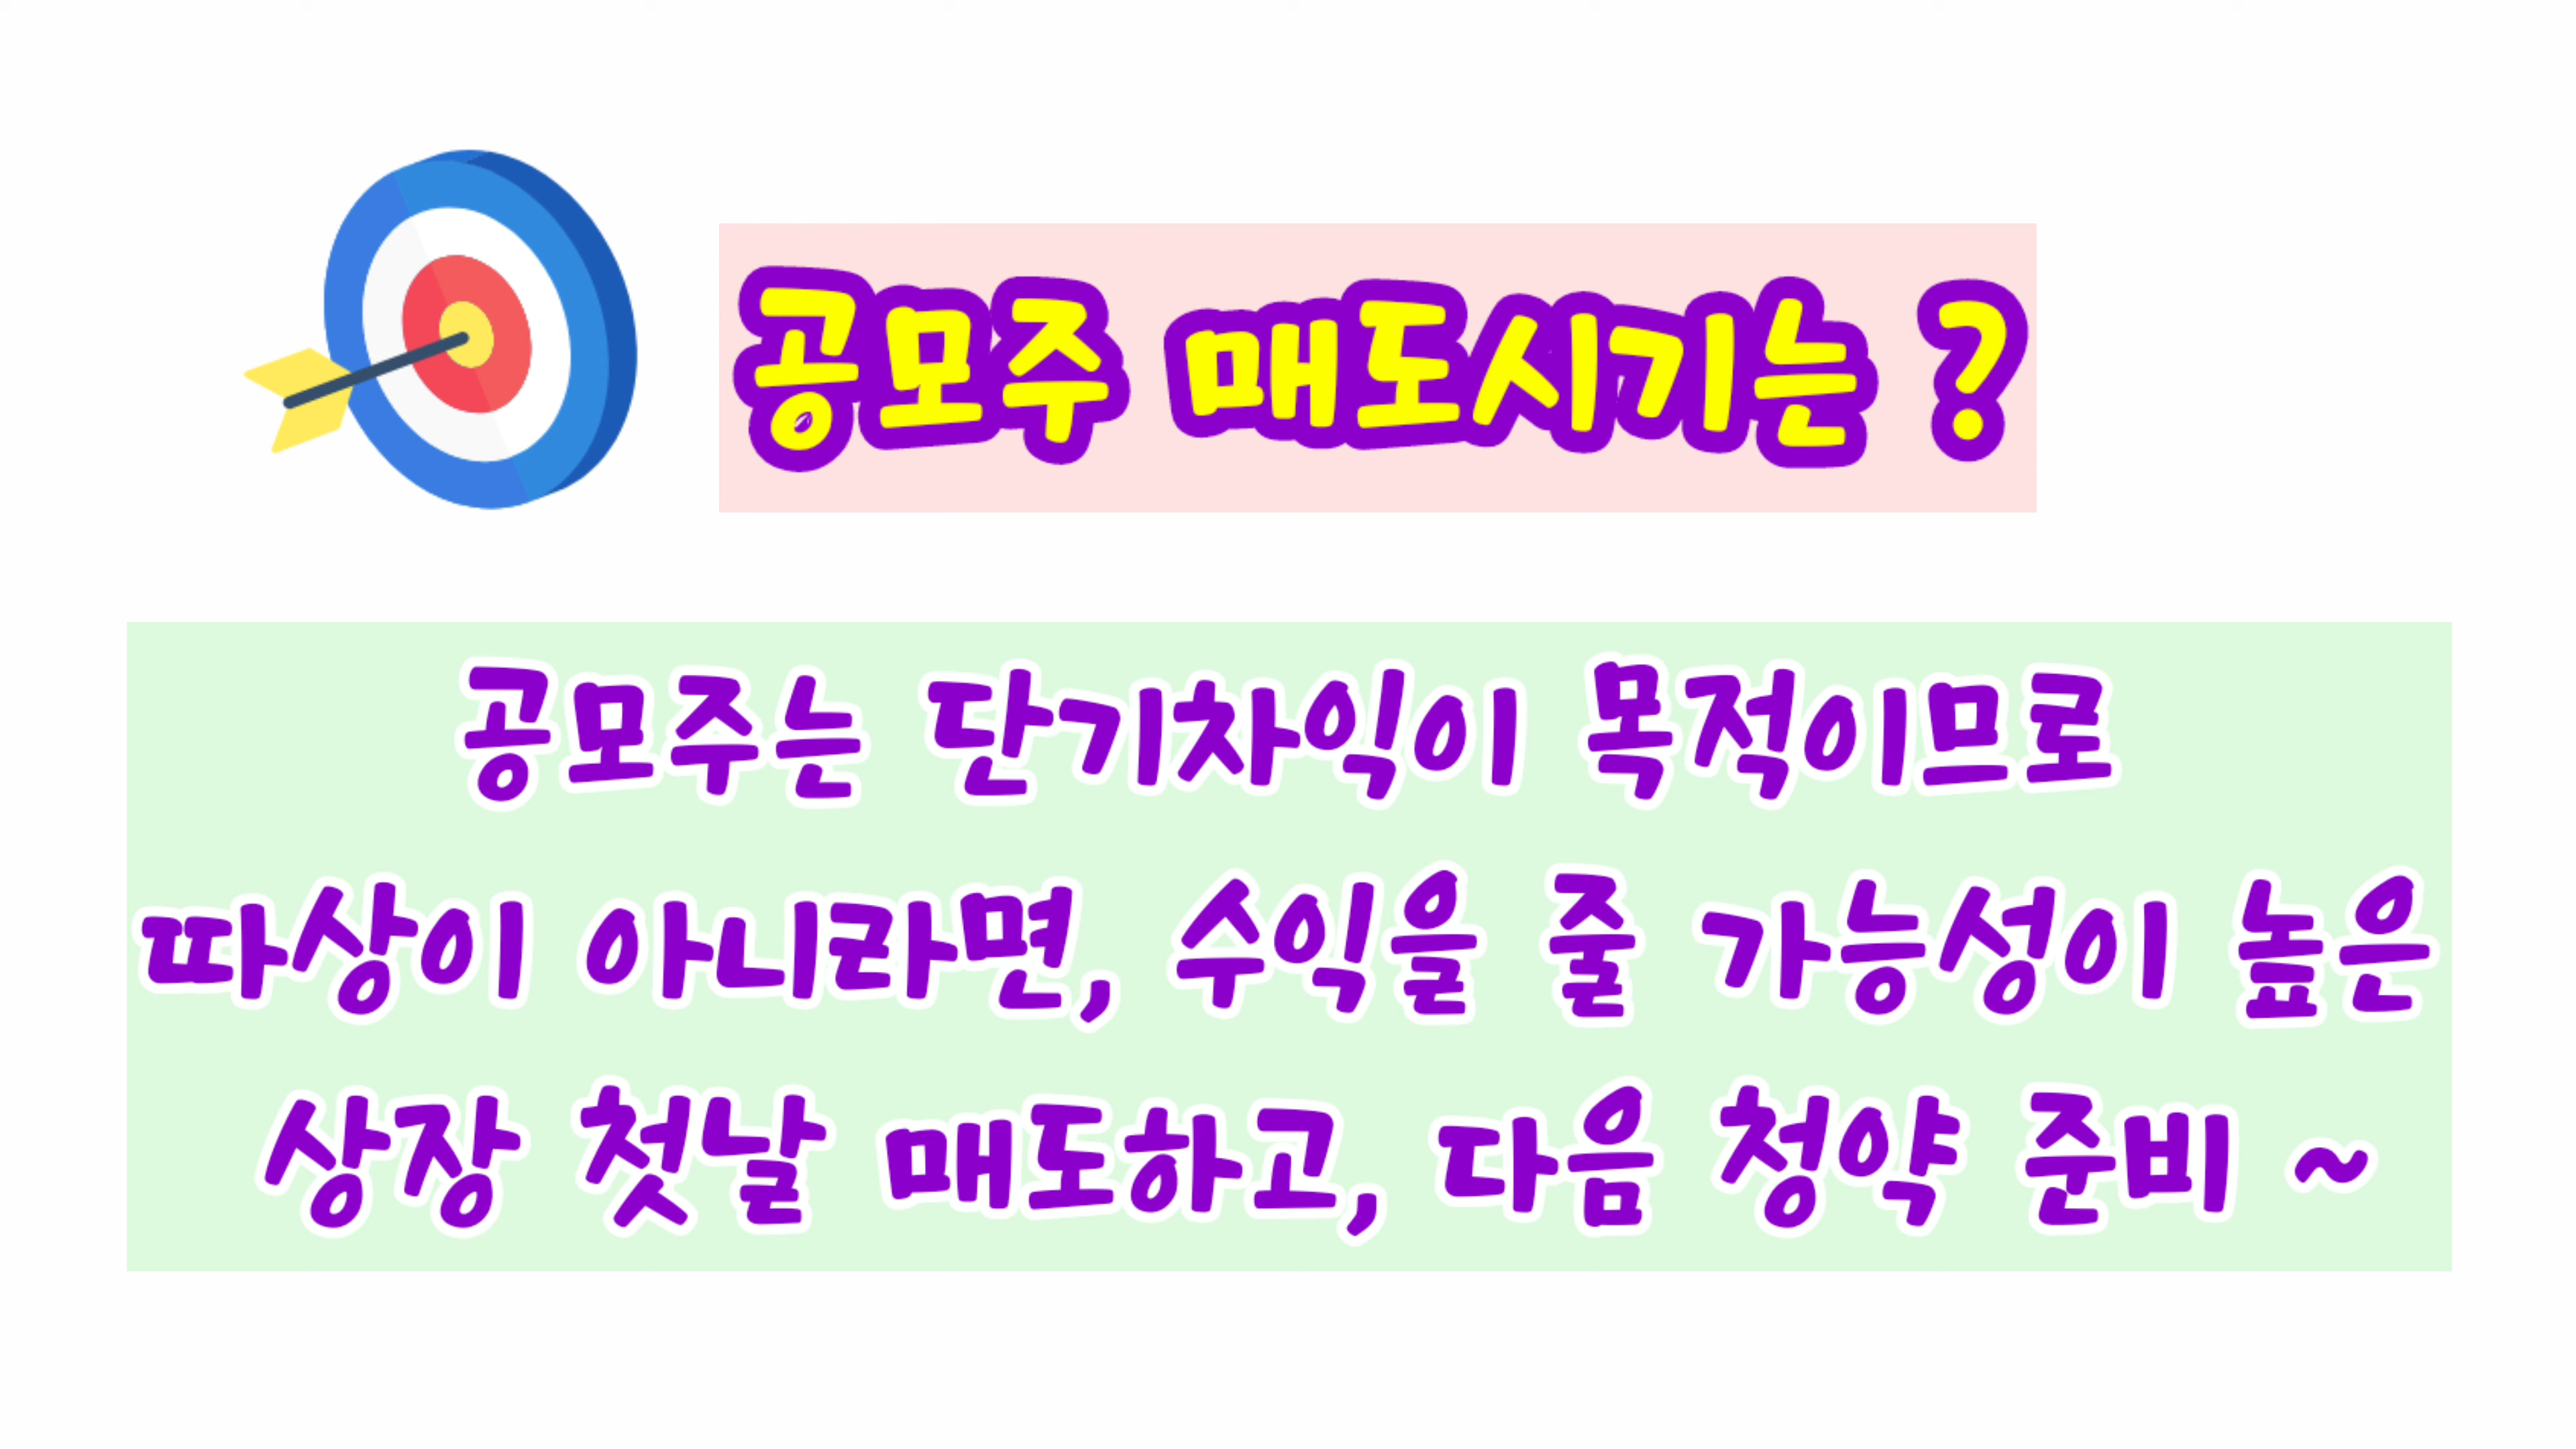 공모주 매도시기는 ?
공모주는 단기차익이 목적이므로
따상이 아니라면, 수익을 줄 가능성이 높은
상장 첫날 매도하고, 다음 청약 준비 ~